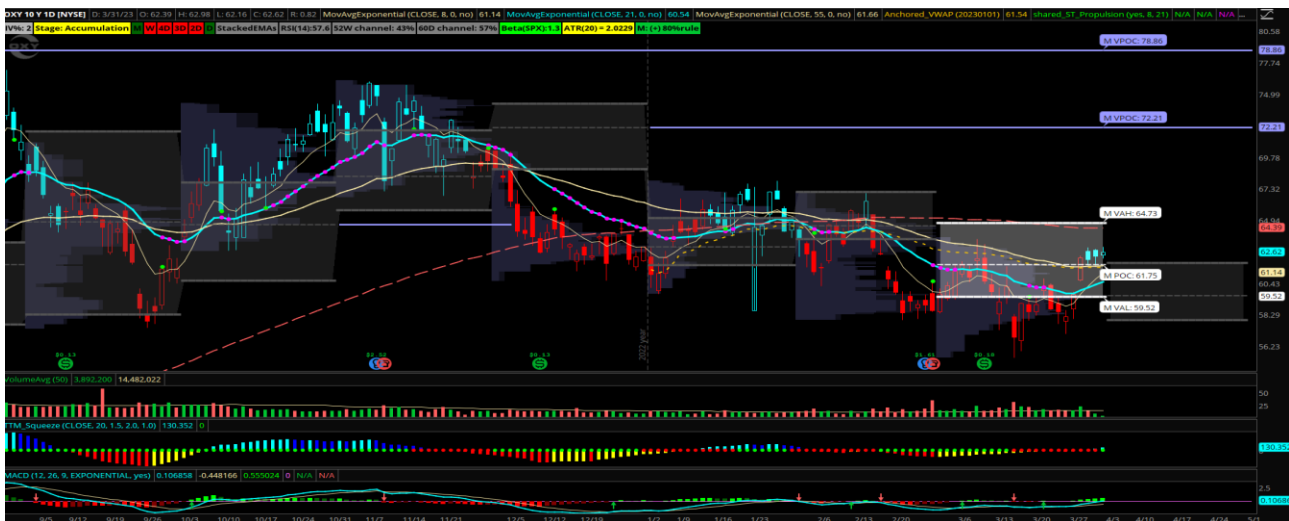 OXY 10 Y 1D [NYSE] D: 3/31/23 O: 62.39 H: 62.98 L: 62.16 C: 62.62 R: 0.82 MovAvgExponential (CLOSE, 8, 0, no) 61.14 MovAvgExponential (CLOSE, 21, 0, no) 60.54 MovAvgExponential (CLOSE, 55, 0, no) 61.66 Anchored_VWAP (20230101) 61.54 shared_ST_Propulsion (yes, 8, 21) N/A N/A N/A ...
IV%: 2 Stage: Accumulation M W 4D 3D 2D D StackedEMAs RSI(14):57.6 52W channel: 43% 60D channel: 57% Beta(SPX):1.3 ATR(20) = 2.0229 M: (+) 80%rule
OXY
80.58
M VPOC: 78.86
78.86
77.74
74.99
M VPOC: 72.21
72.21
69.78
67.32
M VAH: 64.73
64.94
64.39
62.62
M POC: 61.75
61.14
60.43
M VAL: 59.52
59.52
58.29
56.23
2022 year
$0.13
$2.52
$0.13
$0.18
VolumeAvg (50) 3,892,200 14,482,022
50
25
TTM_Squeeze (CLOSE, 20, 1.5, 2.0, 1.0) 130.352 0
130.352
MACD (12, 26, 9, EXPONENTIAL, yes) 0.106858 -0.448166 0.555024 0 N/A N/A
2.5
0.10686
9/5 9/12 9/19 9/26 10/3 10/10 10/17 10/24 10/31 11/7 11/14 11/21 12/5 12/12 12/19 1/2 1/9 1/16 1/23 2/6 2/13 2/20 3/6 3/13 3/20 3/27 4/3 4/10 4/17 4/24 5/1